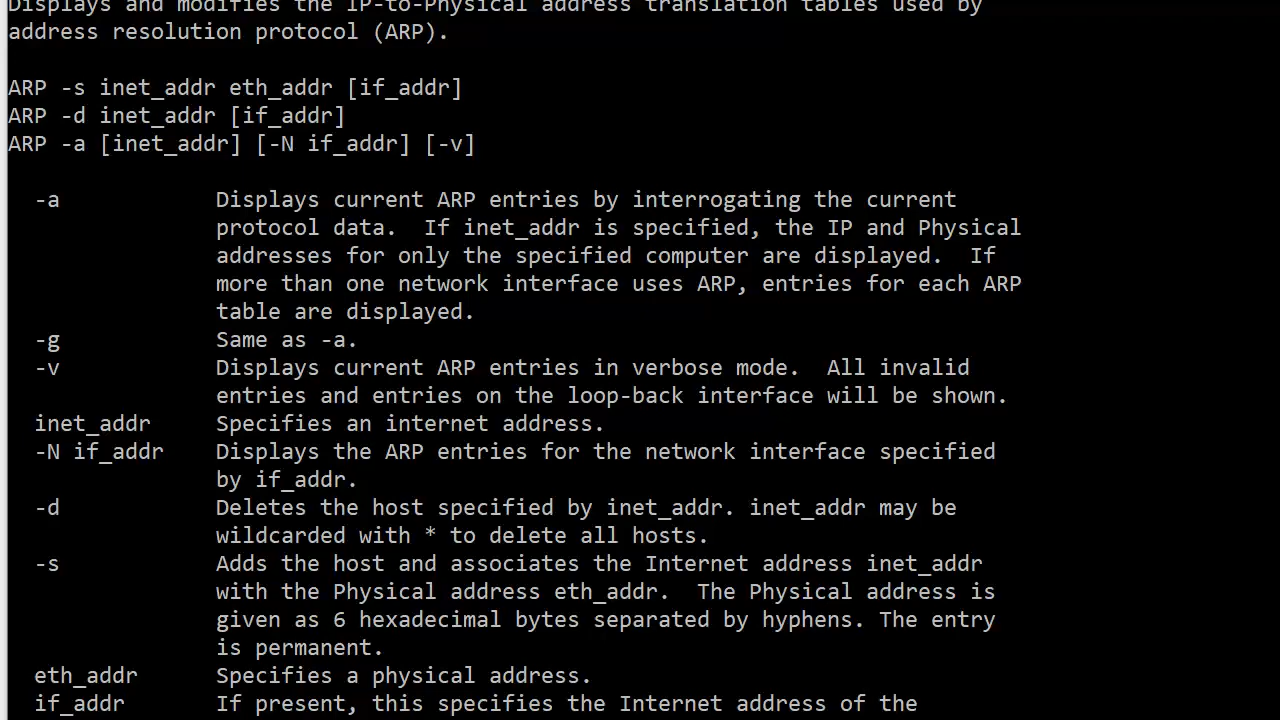 Displays and modifies the IP-to-Physical address translation tables used by
address resolution protocol (ARP).
ARP -s inet_addr eth_addr [if_addr]
ARP -d inet_addr [if_addr]
ARP -a [inet_addr] [-N if_addr] [-v]
-a Displays current ARP entries by interrogating the current
protocol data. If inet_addr is specified, the IP and Physical
addresses for only the specified computer are displayed. If
more than one network interface uses ARP, entries for each ARP
table are displayed.
-g Same as -a.
-v Displays current ARP entries in verbose mode. All invalid
entries and entries on the loop-back interface will be shown.
inet_addr Specifies an internet address.
-N if_addr Displays the ARP entries for the network interface specified
by if_addr.
-d Deletes the host specified by inet_addr. inet_addr may be
wildcarded with * to delete all hosts.
-s Adds the host and associates the Internet address inet_addr
with the Physical address eth_addr. The Physical address is
given as 6 hexadecimal bytes separated by hyphens. The entry
is permanent.
eth_addr Specifies a physical address.
if_addr If present, this specifies the Internet address of the